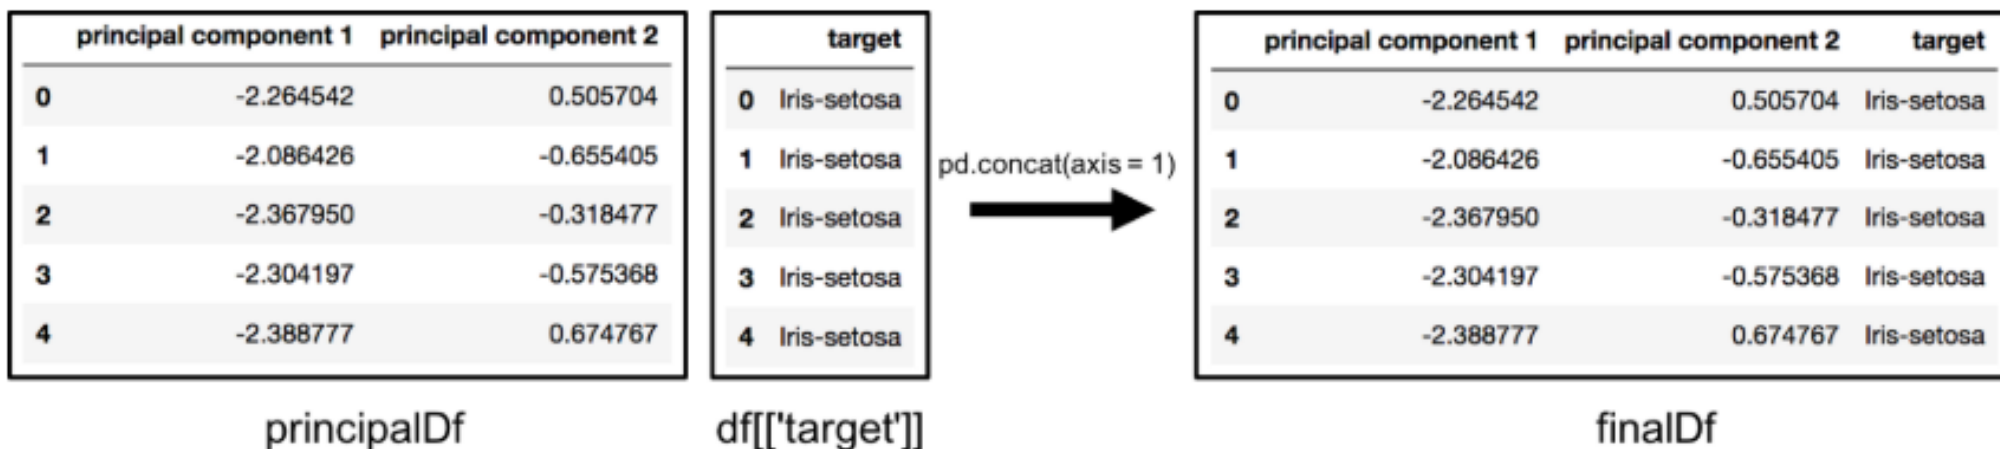 principal component 1 principal component 2
0 -2.264542 0.505704
1 -2.086426 -0.655405
2 -2.367950 -0.318477
3 -2.304197 -0.575368
4 -2.388777 0.674767
principalDf
target
0 Iris-setosa
1 Iris-setosa
2 Iris-setosa
3 Iris-setosa
4 Iris-setosa
df[['target']]
pd.concat(axis = 1)
principal component 1 principal component 2 target
0 -2.264542 0.505704 Iris-setosa
1 -2.086426 -0.655405 Iris-setosa
2 -2.367950 -0.318477 Iris-setosa
3 -2.304197 -0.575368 Iris-setosa
4 -2.388777 0.674767 Iris-setosa
finalDf